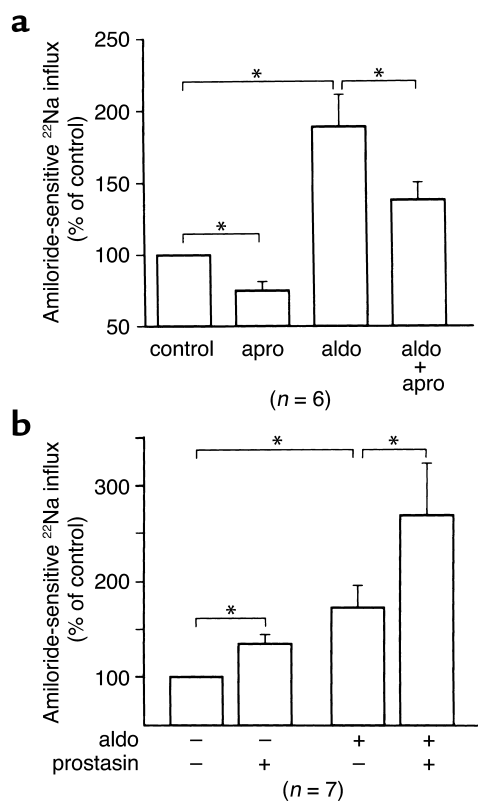 a
Amiloride-sensitive ²²Na influx
(% of control)
250
200
150
100
50
*
*
*
control apro aldo aldo
+
apro
(n = 6)
b
Amiloride-sensitive ²²Na influx
(% of control)
300
200
100
*
*
*
aldo − − + +
prostasin − + − +
(n = 7)